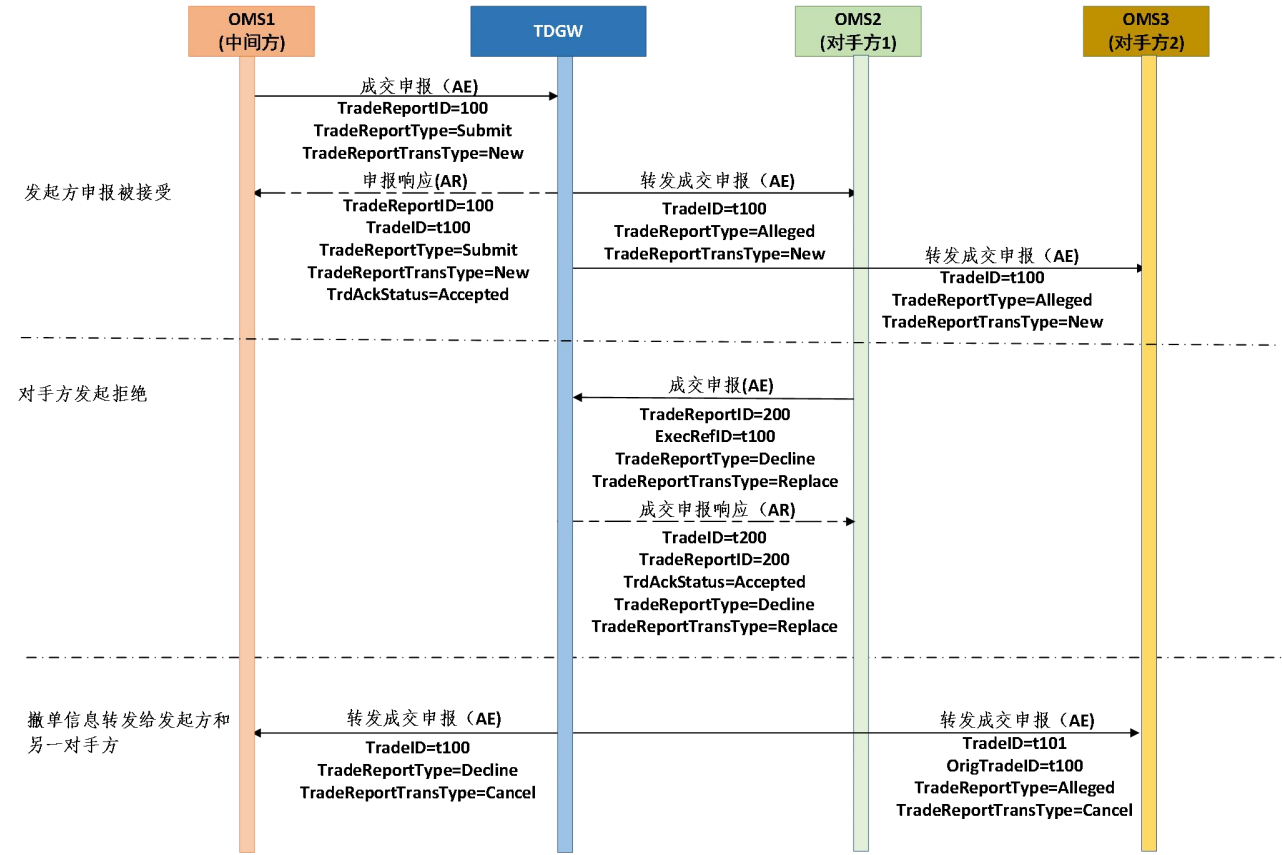 OMS1
(中间方)
TDGW
OMS2
(对手方1)
OMS3
(对手方2)
成交申报（AE)
TradeReportID=100
TradeReportType=Submit
TradeReportTransType=New
发起方申报被接受
申报响应(AR)
TradeReportID=100
TradeID=t100
TradeReportType=Submit
TradeReportTransType=New
TrdAckStatus=Accepted
转发成交申报（AE)
TradeID=t100
TradeReportType=Alleged
TradeReportTransType=New
转发成交申报（AE)
TradeID=t100
TradeReportType=Alleged
TradeReportTransType=New
对手方发起拒绝
成交申报(AE)
TradeReportID=200
ExecRefID=t100
TradeReportType=Decline
TradeReportTransType=Replace
成交申报响应（AR)
TradeID=t200
TradeReportID=200
TrdAckStatus=Accepted
TradeReportType=Decline
TradeReportTransType=Replace
撤单信息转发给发起方和
另一对手方
转发成交申报（AE)
TradeID=t100
TradeReportType=Decline
TradeReportTransType=Cancel
转发成交申报（AE)
TradeID=t101
OrigTradeID=t100
TradeReportType=Alleged
TradeReportTransType=Cancel